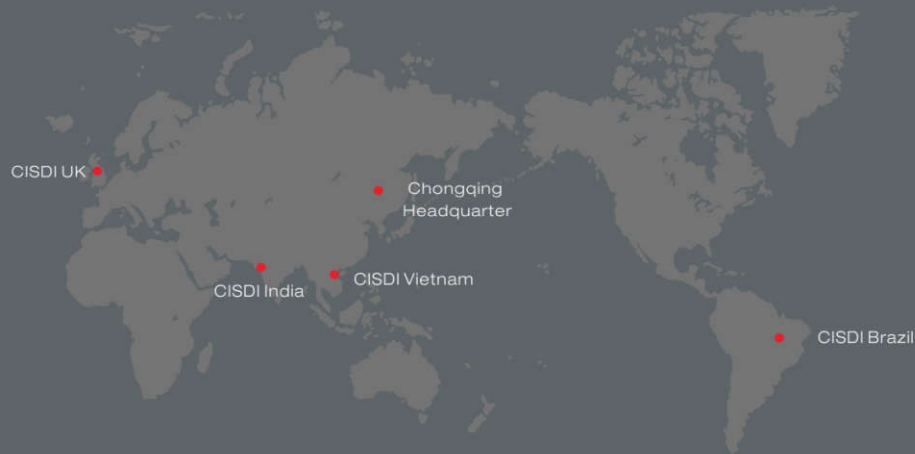 CISDI UK
Chongqing
Headquarter
CISDI Vietnam
CISDI India
CISDI Brazil